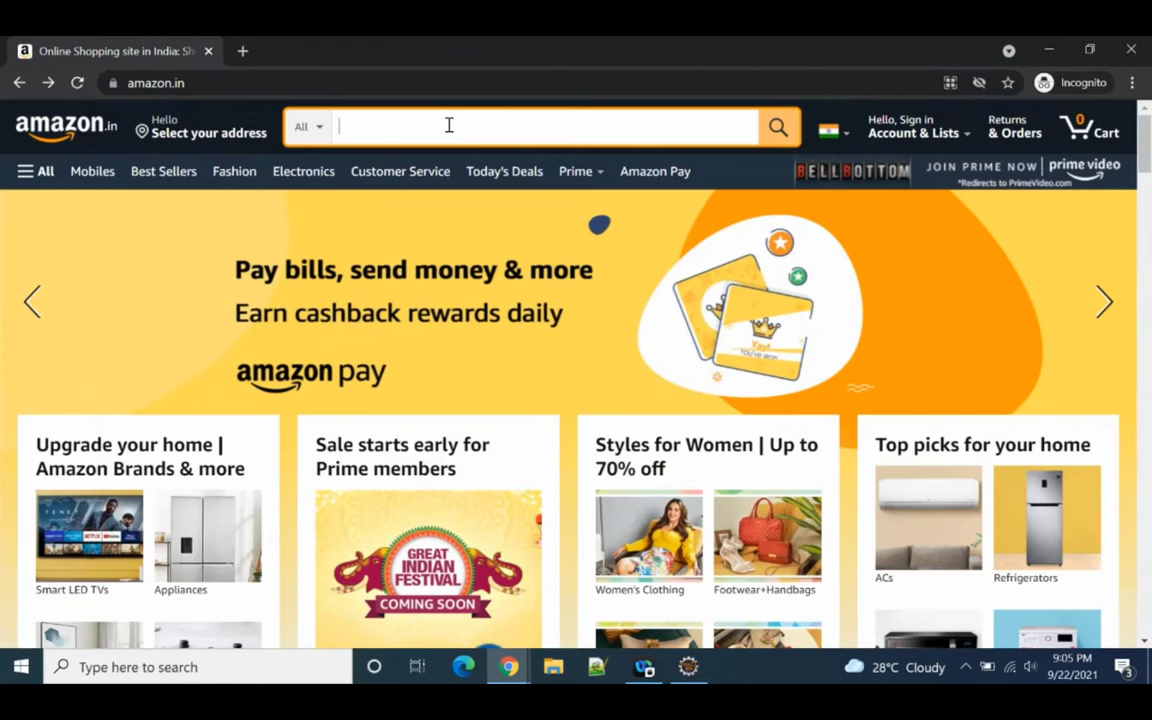 Online Shopping site in India: Sh
amazon.in
Incognito
amazon.in
Hello
Select your address
All
Hello, Sign in
Account & Lists
Returns
& Orders
0
Cart
All
Mobiles
Best Sellers
Fashion
Electronics
Customer Service
Today's Deals
Prime
Amazon Pay
BELLBOTTOM
JOIN PRIME NOW
*Redirects to PrimeVideo.com
prime video
Pay bills, send money & more
Earn cashback rewards daily
amazon pay
Yay!
You've won
Upgrade your home |
Amazon Brands & more
Smart LED TVs
Appliances
Sale starts early for
Prime members
GREAT
INDIAN
FESTIVAL
COMING SOON
Styles for Women | Up to
70% off
Women's Clothing
Footwear+Handbags
Top picks for your home
ACs
Refrigerators
Type here to search
28°C Cloudy
9:05 PM
9/22/2021
3